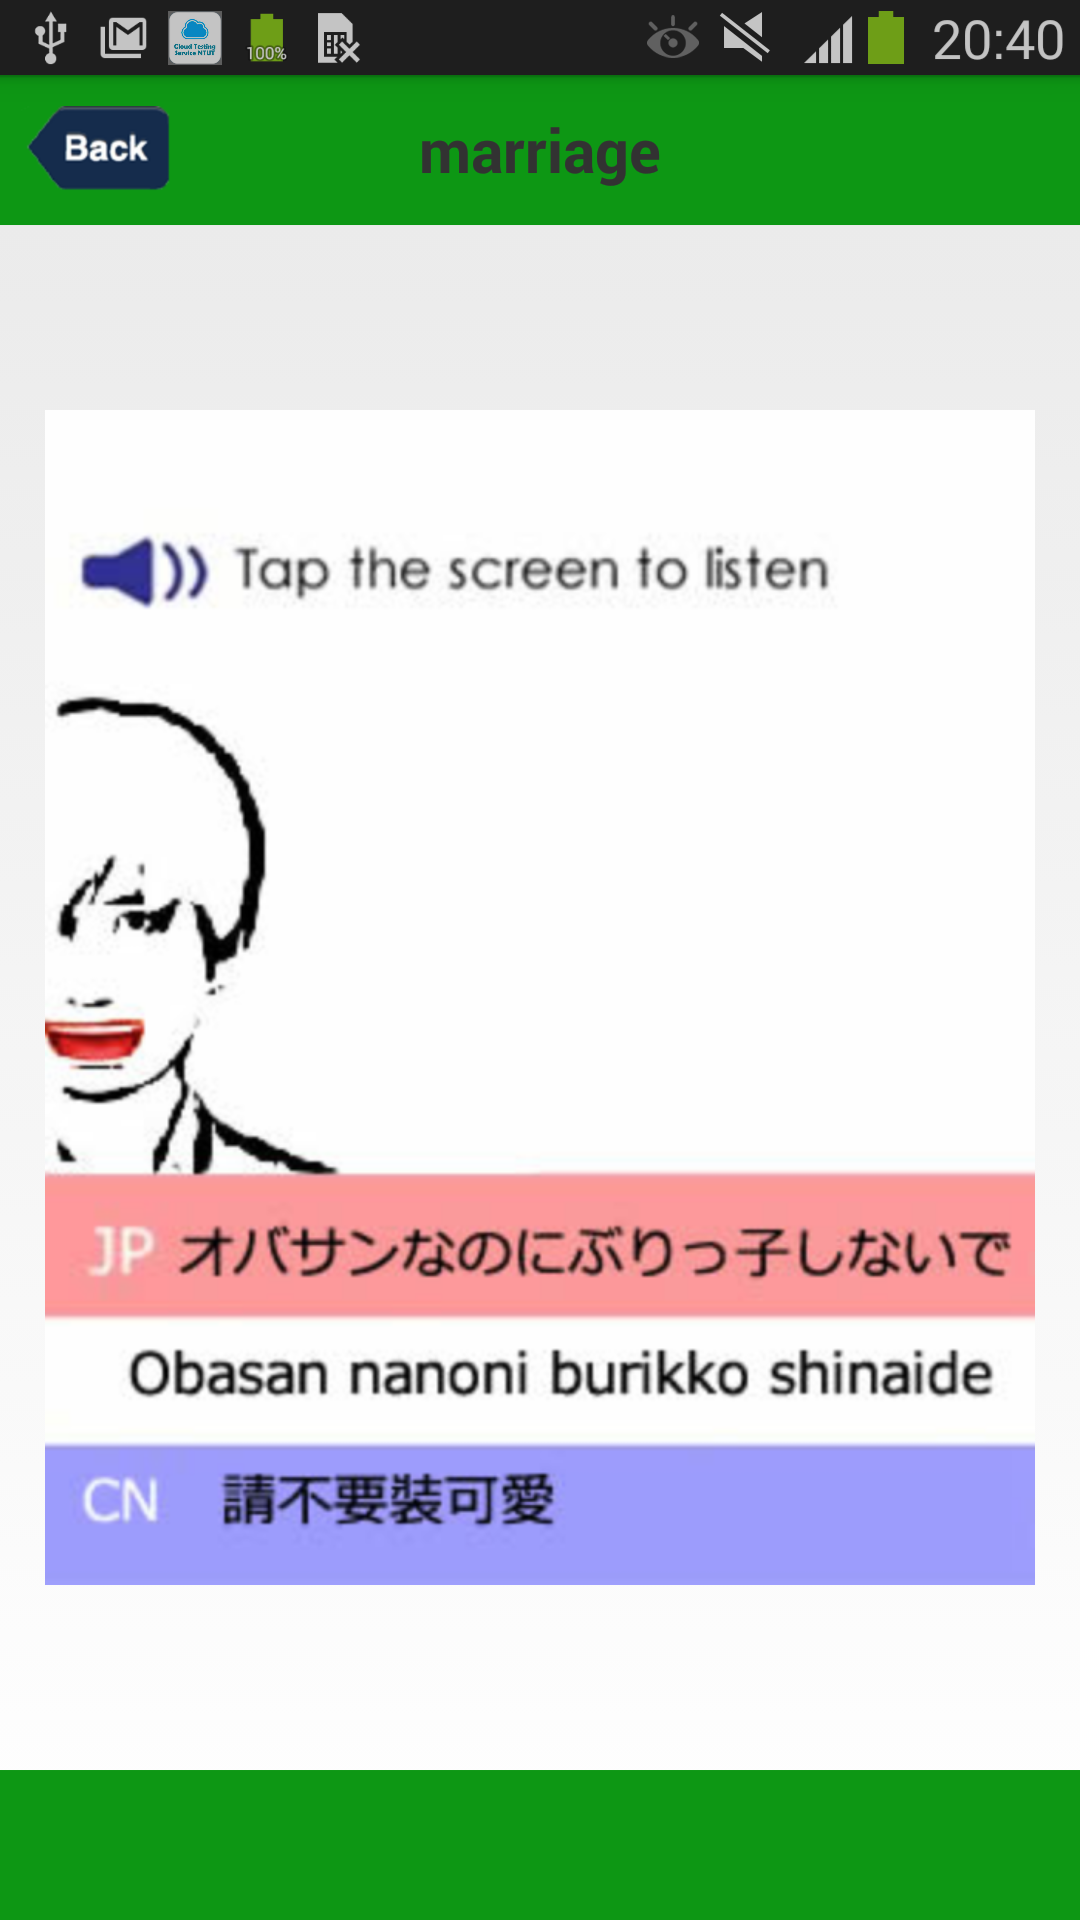 20:40
100%
Cloud Testing
Service NTUT
Back
marriage
Tap the screen to listen
JP オバサンなのにぶりっ子しないで
Obasan nanoni burikko shinaide
CN 請不要裝可愛